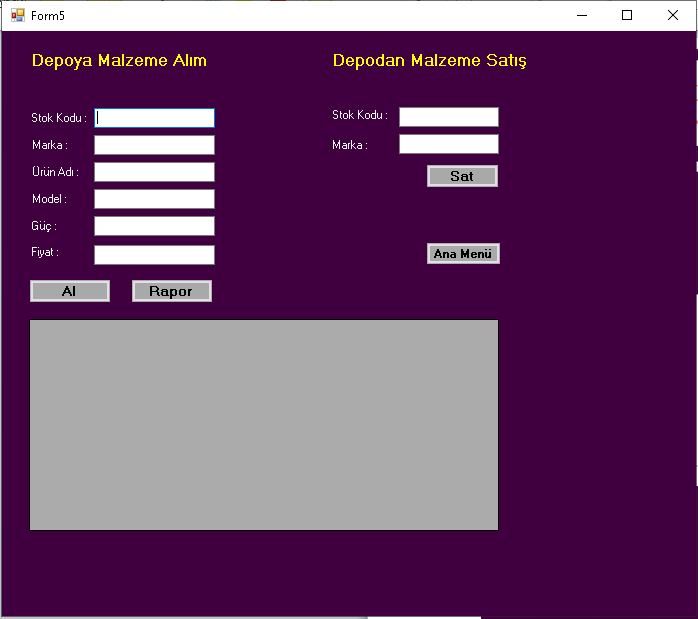 Form5
Depoya Malzeme Alım
Stok Kodu :
Marka :
Ürün Adı :
Model :
Güç :
Fiyat :
Al
Rapor
Depodan Malzeme Satış
Stok Kodu :
Marka :
Sat
Ana Menü